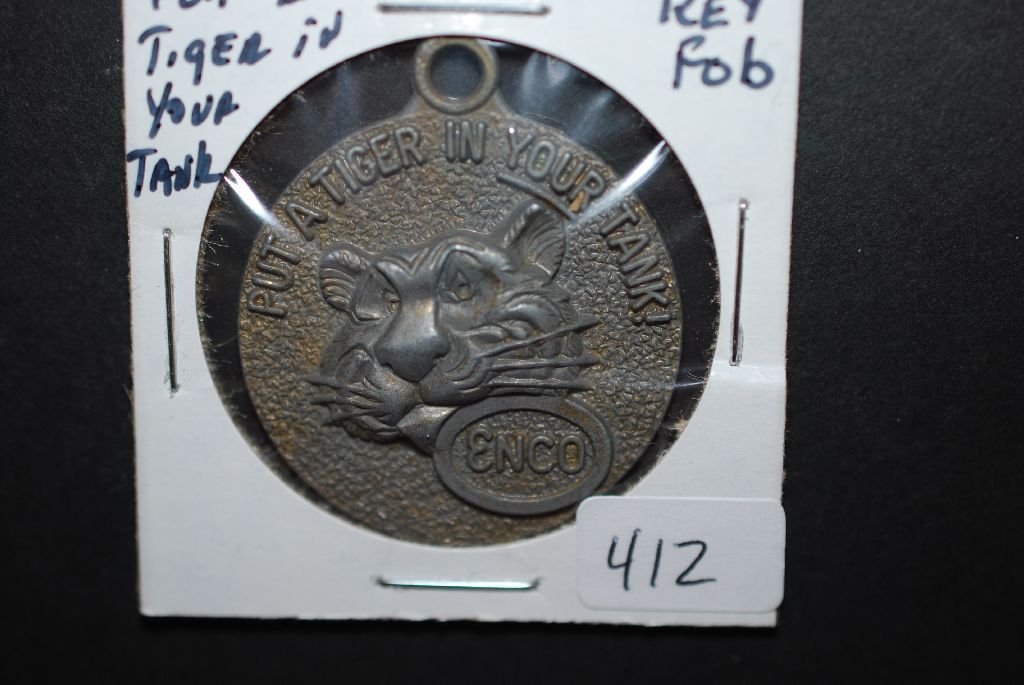 TIGER IN
YOUR
TANK
KEY
FOB
PUT A TIGER IN YOUR TANK!
ENCO
412